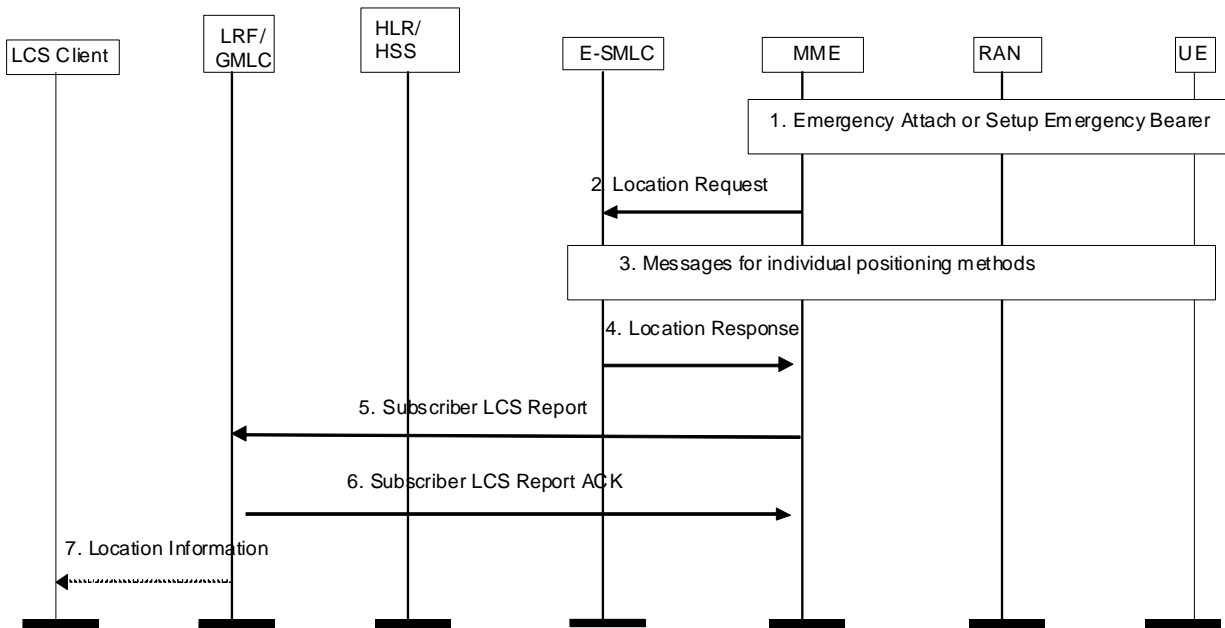 LCS Client
LRF/
GMLC
HLR/
HSS
E-SMLC
MME
RAN
UE
1. Emergency Attach or Setup Emergency Bearer
2. Location Request
3. Messages for individual positioning methods
4. Location Response
5. Subscriber LCS Report
6. Subscriber LCS Report ACK
7. Location Information